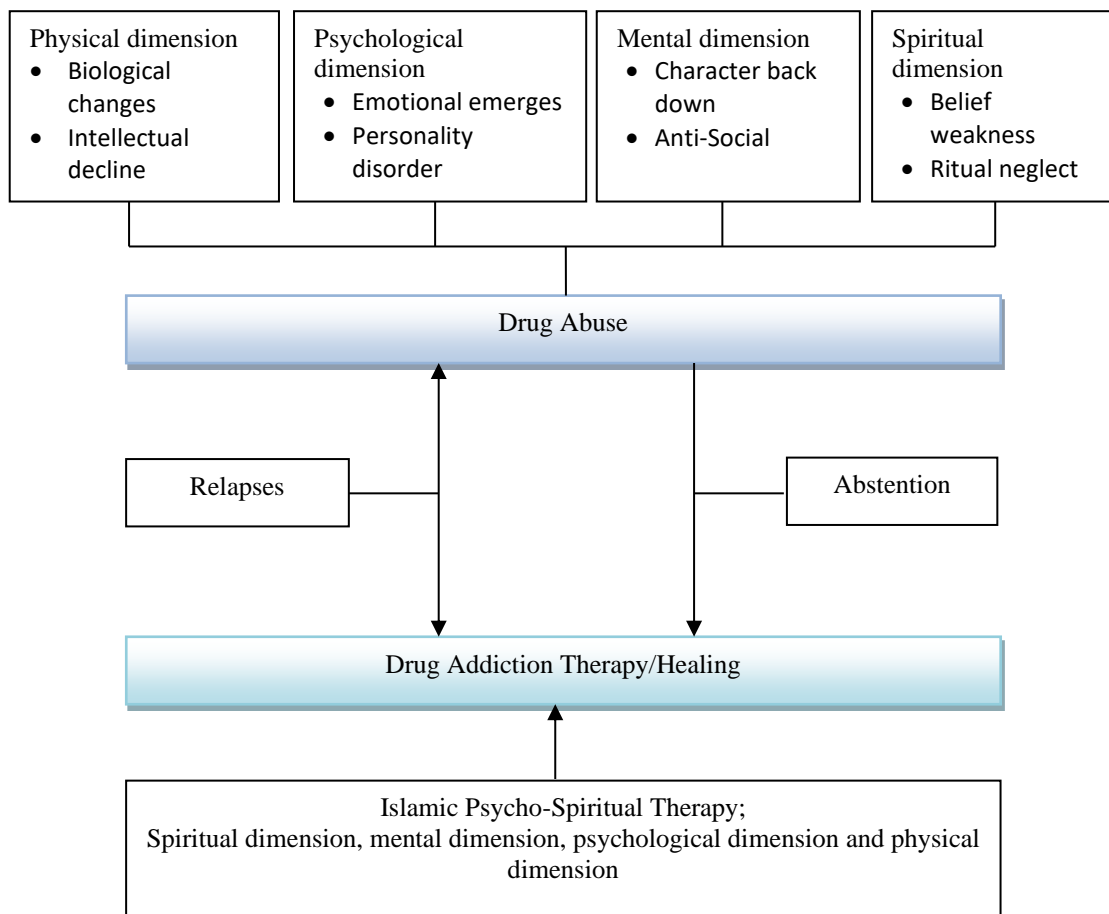 Physical dimension
• Biological
changes
• Intellectual
decline
Psychological
dimension
• Emotional emerges
• Personality
disorder
Mental dimension
• Character back
down
• Anti-Social
Spiritual
dimension
• Belief
weakness
• Ritual neglect
Drug Abuse
Relapses
Abstention
Drug Addiction Therapy/Healing
Islamic Psycho-Spiritual Therapy;
Spiritual dimension, mental dimension, psychological dimension and physical
dimension